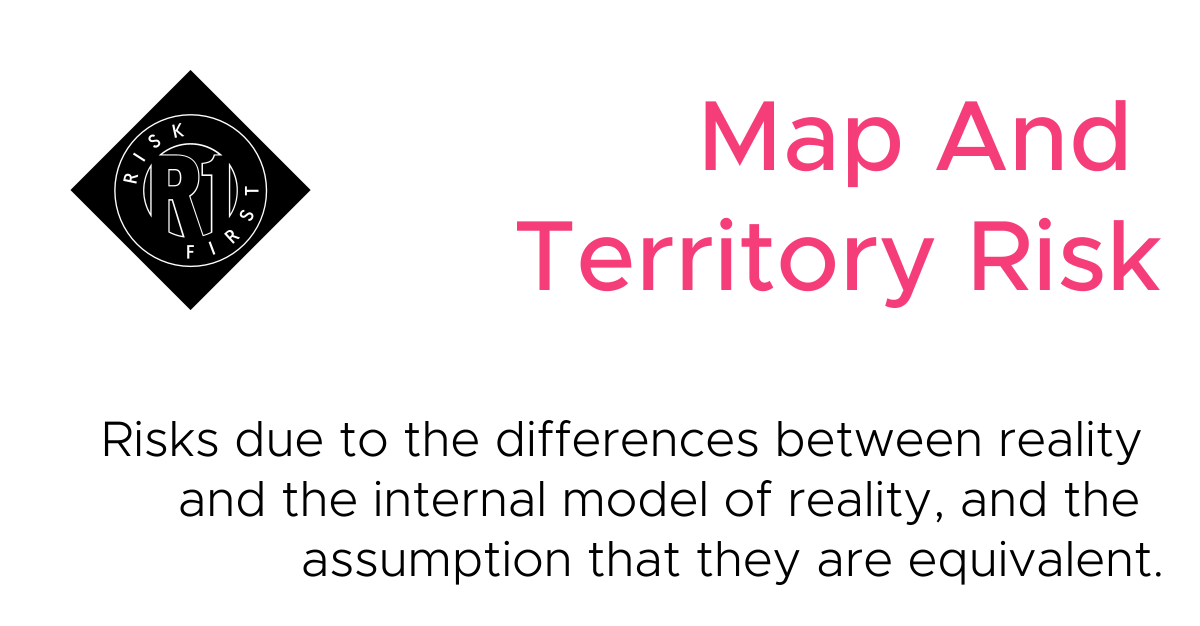 RISK
R1
FIRST
Map And
Territory Risk
Risks due to the differences between reality
and the internal model of reality, and the
assumption that they are equivalent.